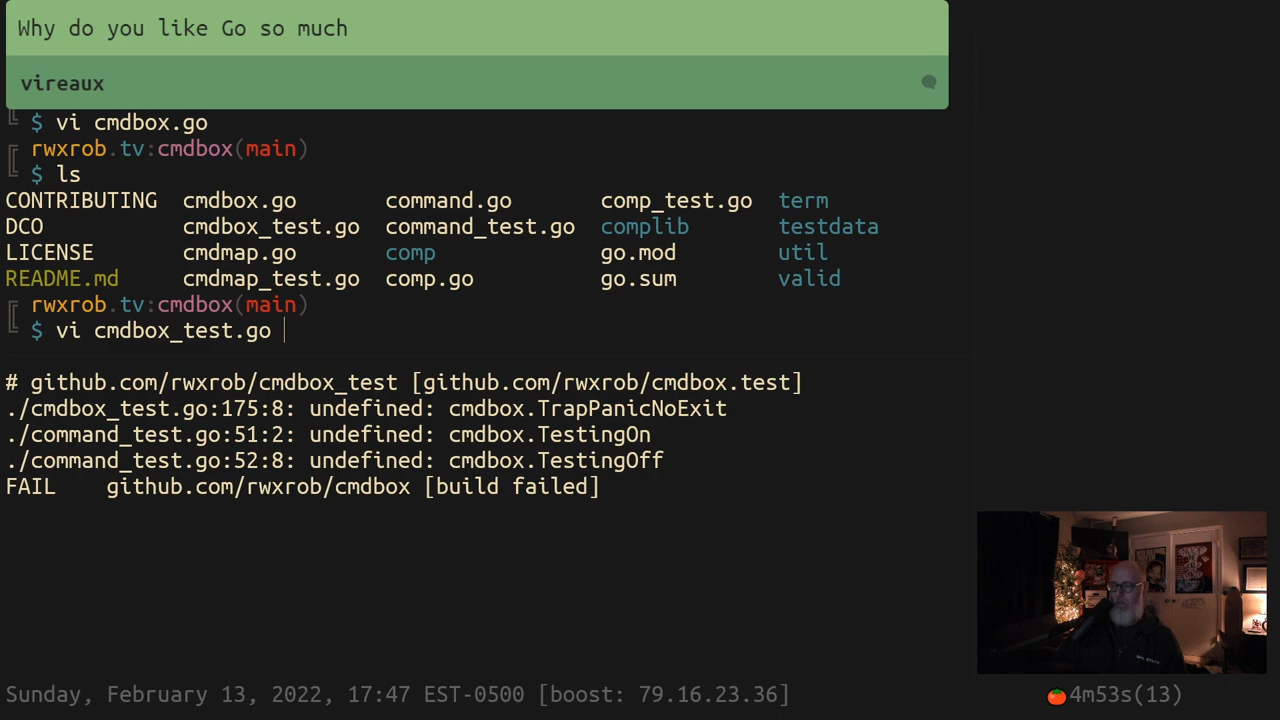 Why do you like Go so much
vireaux
$ vi cmdbox.go
rwxrob.tv:cmdbox(main)
$ ls
CONTRIBUTING cmdbox.go command.go comp_test.go term
DCO cmdbox_test.go command_test.go complib testdata
LICENSE cmdmap.go comp go.mod util
README.md cmdmap_test.go comp.go go.sum valid
rwxrob.tv:cmdbox(main)
$ vi cmdbox_test.go
# github.com/rwxrob/cmdbox_test [github.com/rwxrob/cmdbox.test]
./cmdbox_test.go:175:8: undefined: cmdbox.TrapPanicNoExit
./command_test.go:51:2: undefined: cmdbox.TestingOn
./command_test.go:52:8: undefined: cmdbox.TestingOff
FAIL github.com/rwxrob/cmdbox [build failed]
Sunday, February 13, 2022, 17:47 EST-0500 [boost: 79.16.23.36]
🍅4m53s(13)